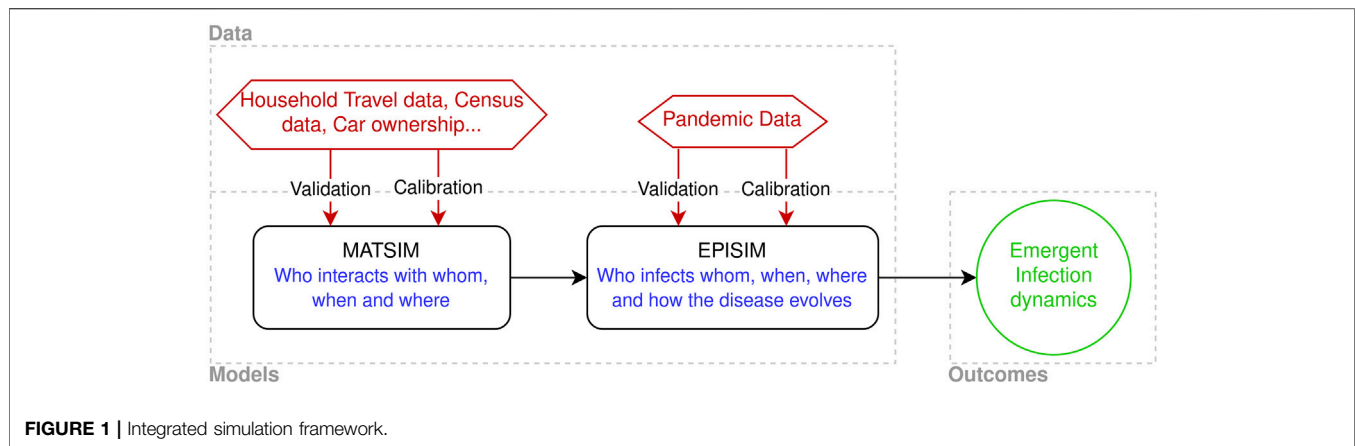 Data
Household Travel data, Census
data, Car ownership...
Pandemic Data
Validation
Calibration
Validation
Calibration
MATSIM
Who interacts with whom,
when and where
EPISIM
Who infects whom, when, where
and how the disease evolves
Emergent
Infection
dynamics
Models
Outcomes
FIGURE 1 | Integrated simulation framework.